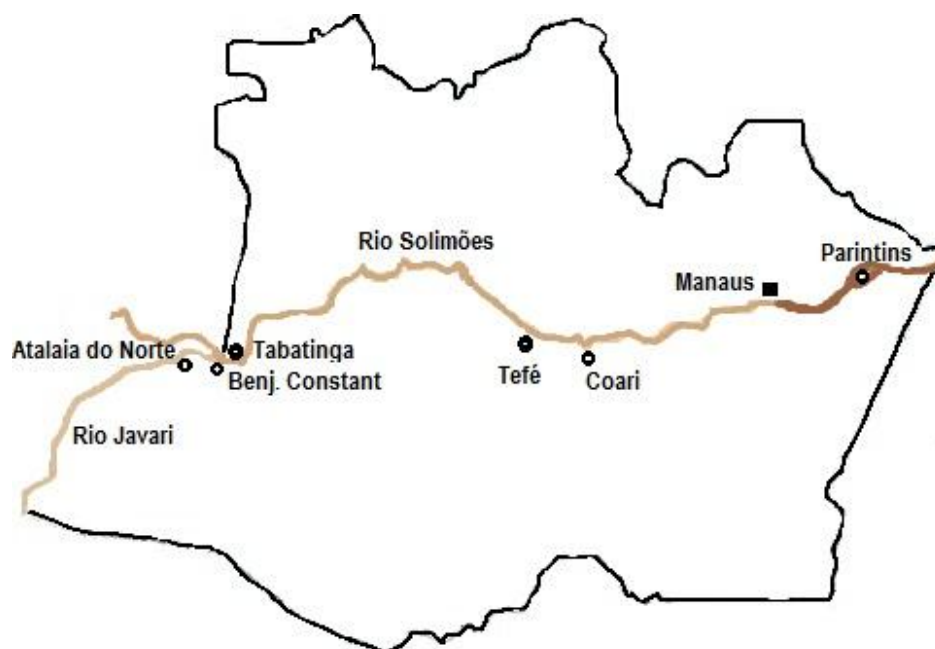 Rio Solimões
Parintins
Manaus
Atalaia do Norte
Tabatinga
Benj. Constant
Tefé
Coari
Rio Javari